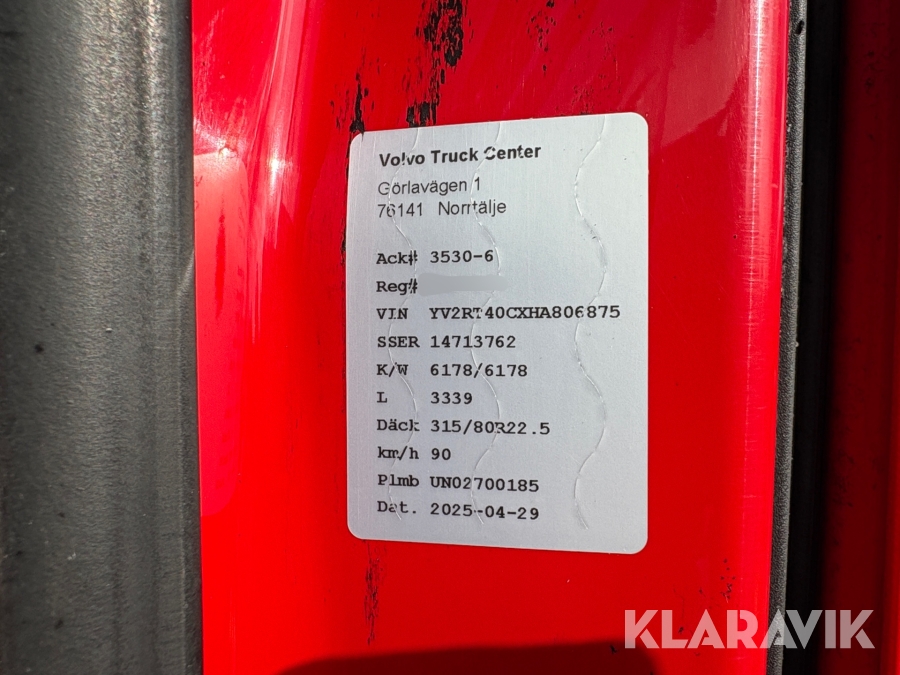 Volvo Truck Center
Görlavägen 1
76141 Norrtälje
Ack# 3530-6
Reg#
VIN YV2RT40CXHA806875
SSER 14713762
K/W 6178/6178
L 3339
Däck 315/80R22.5
km/h 90
Plmb UN02700185
Dat. 2025-04-29
KLARAVIK